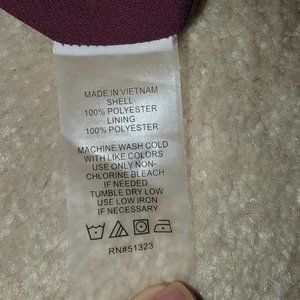 MADE IN VIETNAM
SHELL
100% POLYESTER
LINING
100% POLYESTER
MACHINE WASH COLD
WITH LIKE COLORS
USE ONLY NON-
CHLORINE BLEACH
IF NEEDED
TUMBLE DRY LOW
USE LOW IRON
IF NECESSARY
RN#51323